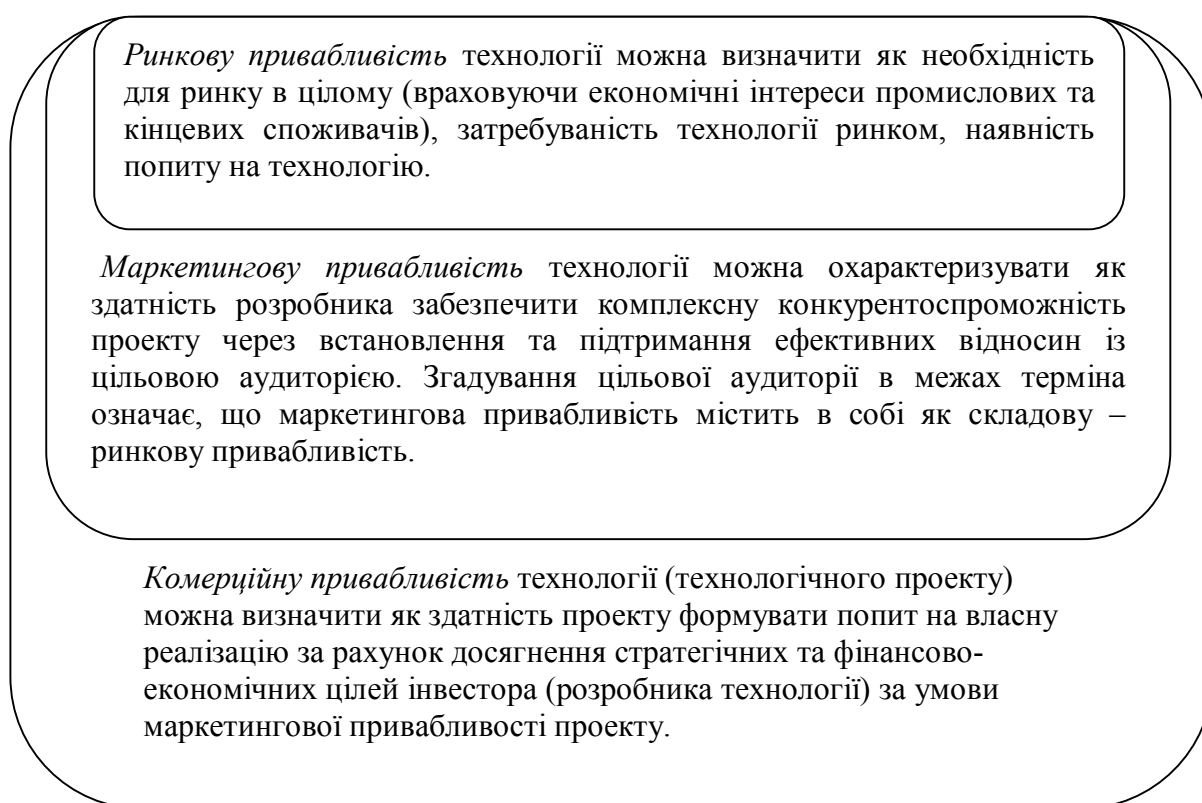 Ринкову привабливість технології можна визначити як необхідність
для ринку в цілому (враховуючи економічні інтереси промислових та
кінцевих споживачів), затребуваність технології ринком, наявність
попиту на технологію.
Маркетингову привабливість технології можна охарактеризувати як
здатність розробника забезпечити комплексну конкурентоспроможність
проекту через встановлення та підтримання ефективних відносин із
цільовою аудиторією. Згадування цільової аудиторії в межах терміна
означає, що маркетингова привабливість містить в собі як складову –
ринкову привабливість.
Комерційну привабливість технології (технологічного проекту)
можна визначити як здатність проекту формувати попит на власну
реалізацію за рахунок досягнення стратегічних та фінансово-
економічних цілей інвестора (розробника технології) за умови
маркетингової привабливості проекту.